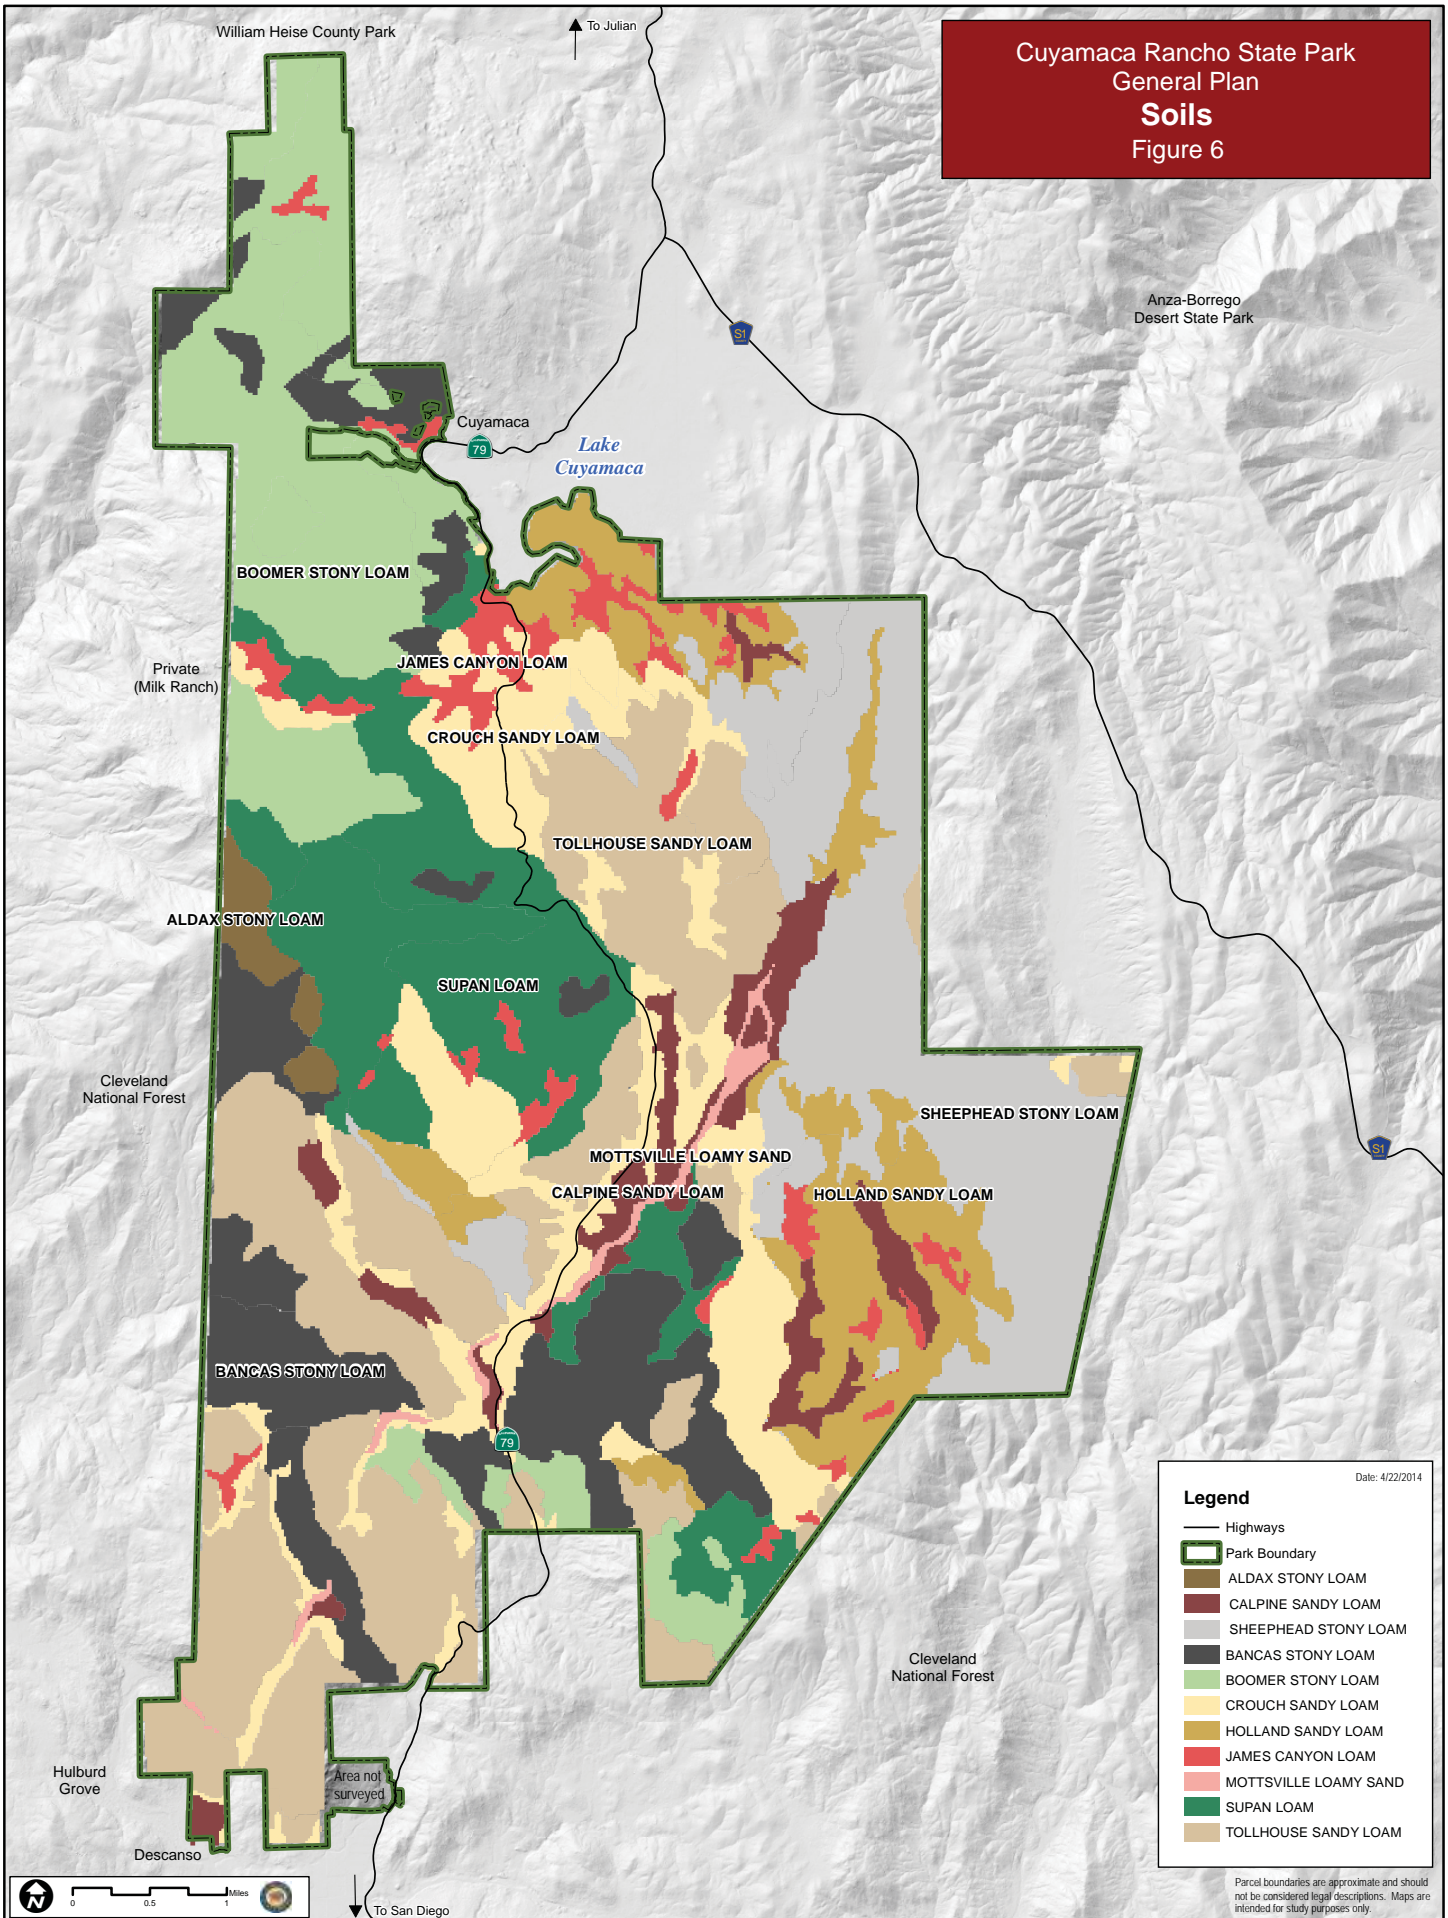 William Heise County Park
To Julian
Cuyamaca Rancho State Park
General Plan
Soils
Figure 6
Anza-Borrego
Desert State Park
S1
Cuyamaca
79
Lake
Cuyamaca
BOOMER STONY LOAM
JAMES CANYON LOAM
Private
(Milk Ranch)
CROUCH SANDY LOAM
TOLLHOUSE SANDY LOAM
ALDAX STONY LOAM
SUPAN LOAM
Cleveland
National Forest
SHEEPHEAD STONY LOAM
S1
MOTTSVILLE LOAMY SAND
CALPINE SANDY LOAM
HOLLAND SANDY LOAM
BANCAS STONY LOAM
79
Cleveland
National Forest
Hulburd
Grove
Area not
surveyed
Descanso
To San Diego
N
0
0.5
1
Miles
Date: 4/22/2014
Legend
Highways
Park Boundary
ALDAX STONY LOAM
CALPINE SANDY LOAM
SHEEPHEAD STONY LOAM
BANCAS STONY LOAM
BOOMER STONY LOAM
CROUCH SANDY LOAM
HOLLAND SANDY LOAM
JAMES CANYON LOAM
MOTTSVILLE LOAMY SAND
SUPAN LOAM
TOLLHOUSE SANDY LOAM
Parcel boundaries are approximate and should
not be considered legal descriptions. Maps are
intended for study purposes only.